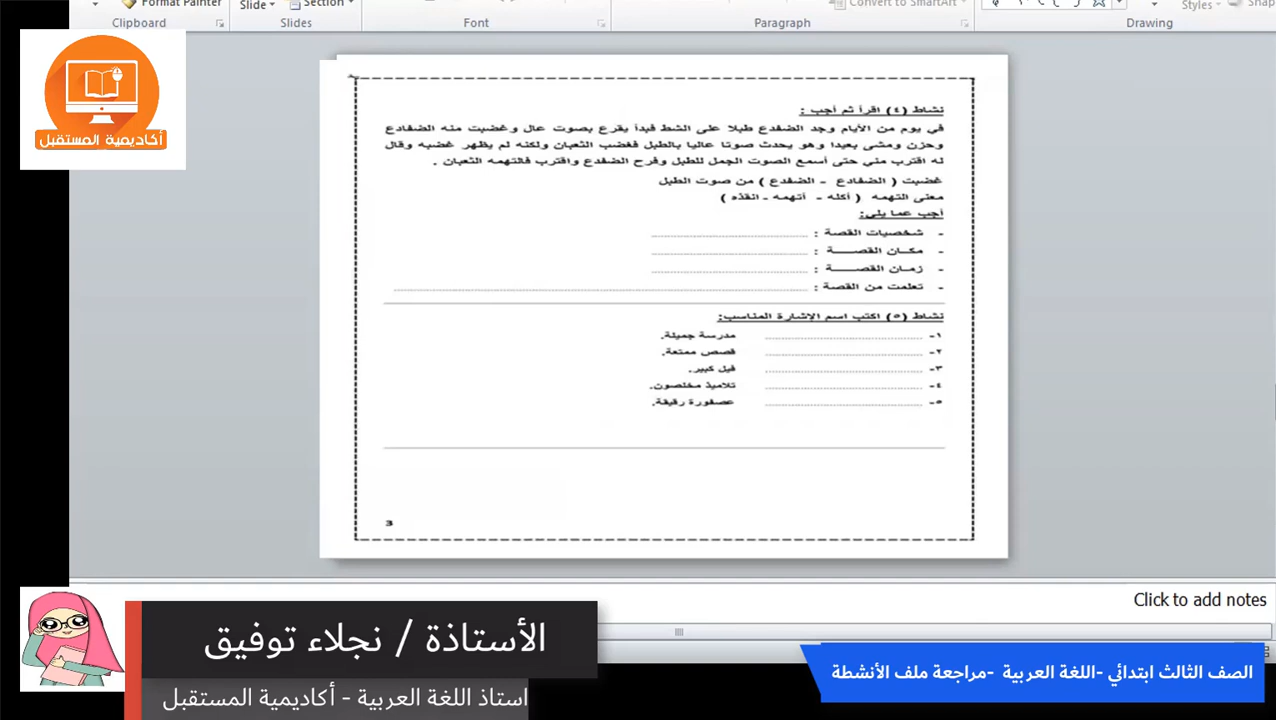 Format Painter
Slide
Section
Convert to SmartArt
Styles
Shap
Clipboard
Slides
Font
Paragraph
Drawing
أكاديمية المستقبل
نشاط (٤) اقرأ ثم أجب :
في يوم من الأيام وجد الضفدع طبلا على الشط فبدأ يقرع بصوت عال وغضبت منه الضفادع
وحزن ومشى بعيدا وهو يحدث صوتا عاليا بالطبل فغضب الثعبان ولكنه لم يظهر غضبه وقال
له اقترب مني حتى أسمع الصوت الجمل للطبل وفرح الضفدع واقترب فالتهمه الثعبان .
غضبت ( الضفادع - الضفدع ) من صوت الطبل
معنى التهمه ( أكله - أتهمه - انقذه )
أجب عما يلي:
- شخصيات القصة :
- مكـان القصـــــة :
- زمـان القصـــــة :
- تعلمت من القصة :
نشاط (٥) اكتب اسم الإشارة المناسب:
١- مدرسة جميلة.
٢- قصص ممتعة.
٣- فيل كبير.
٤- تلاميذ مخلصون.
٥- عصفورة رقيقة.
3
Click to add notes
الأستاذة / نجلاء توفيق
استاذ اللغة العربية - أكاديمية المستقبل
الصف الثالث ابتدائي -اللغة العربية -مراجعة ملف الأنشطة